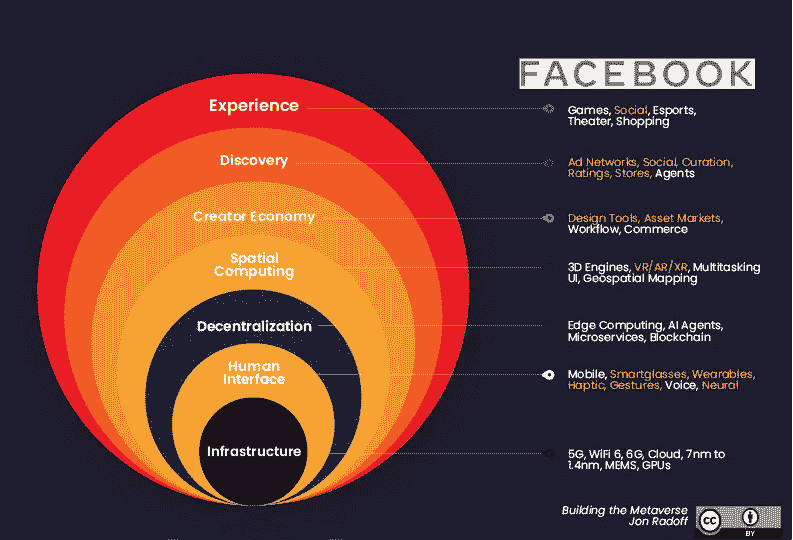 FACEBOOK
Experience
Games, Social, Esports,
Theater, Shopping
Discovery
Ad Networks, Social, Curation,
Ratings, Stores, Agents
Creator Economy
Design Tools, Asset Markets,
Workflow, Commerce
Spatial
Computing
3D Engines, VR/AR/XR, Multitasking
UI, Geospatial Mapping
Decentralization
Edge Computing, AI Agents,
Microservices, Blockchain
Human
Interface
Mobile, Smartglasses, Wearables,
Haptic, Gestures, Voice, Neural
Infrastructure
5G, WiFi 6, 6G, Cloud, 7nm to
1.4nm, MEMS, GPUs
Building the Metaverse
Jon Radoff
cc
BY